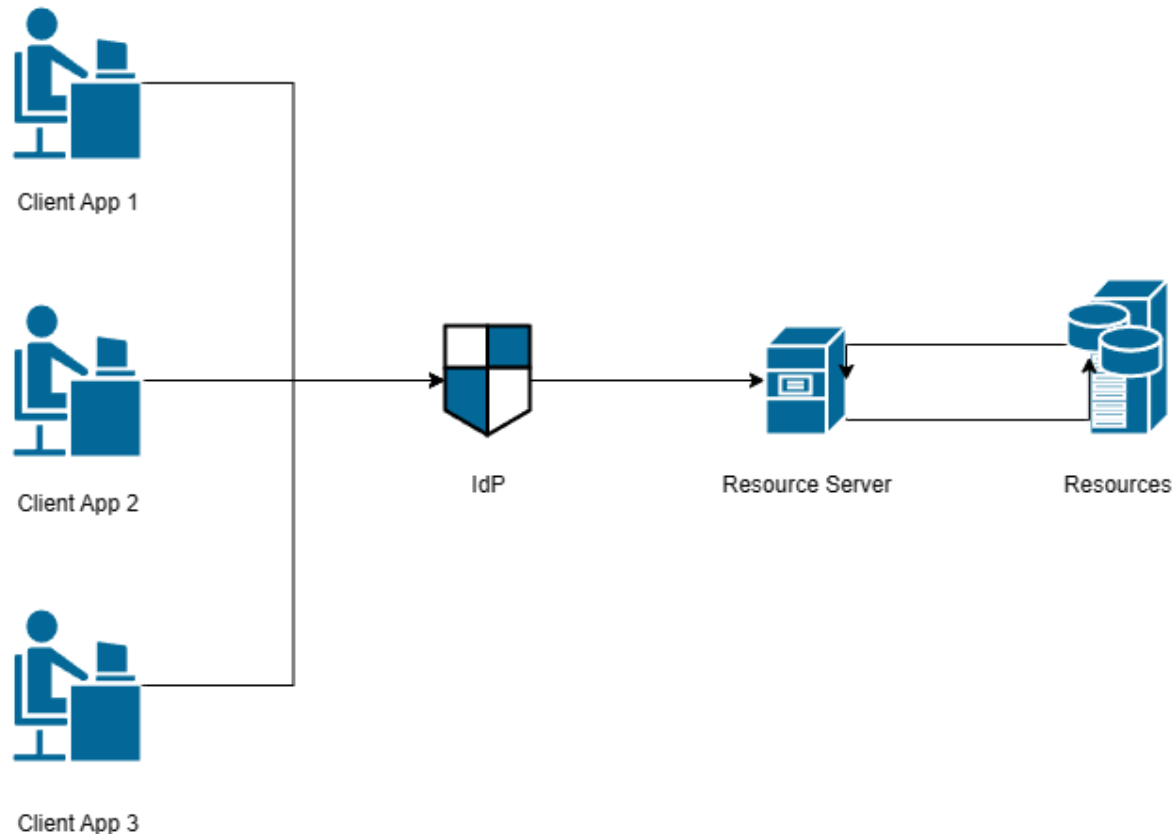 Client App 1
Client App 2
IdP
Resource Server
Resources
Client App 3